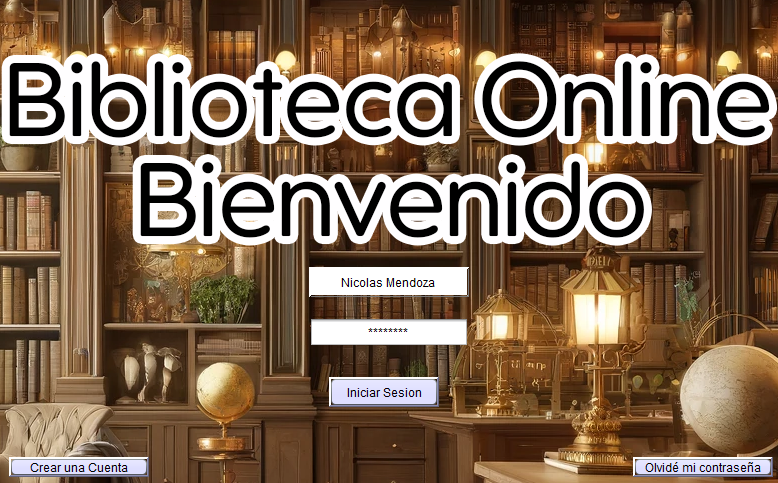 Biblioteca Online
Bienvenido
Nicolas Mendoza
********
Iniciar Sesion
Crear una Cuenta
Olvidé mi contraseña